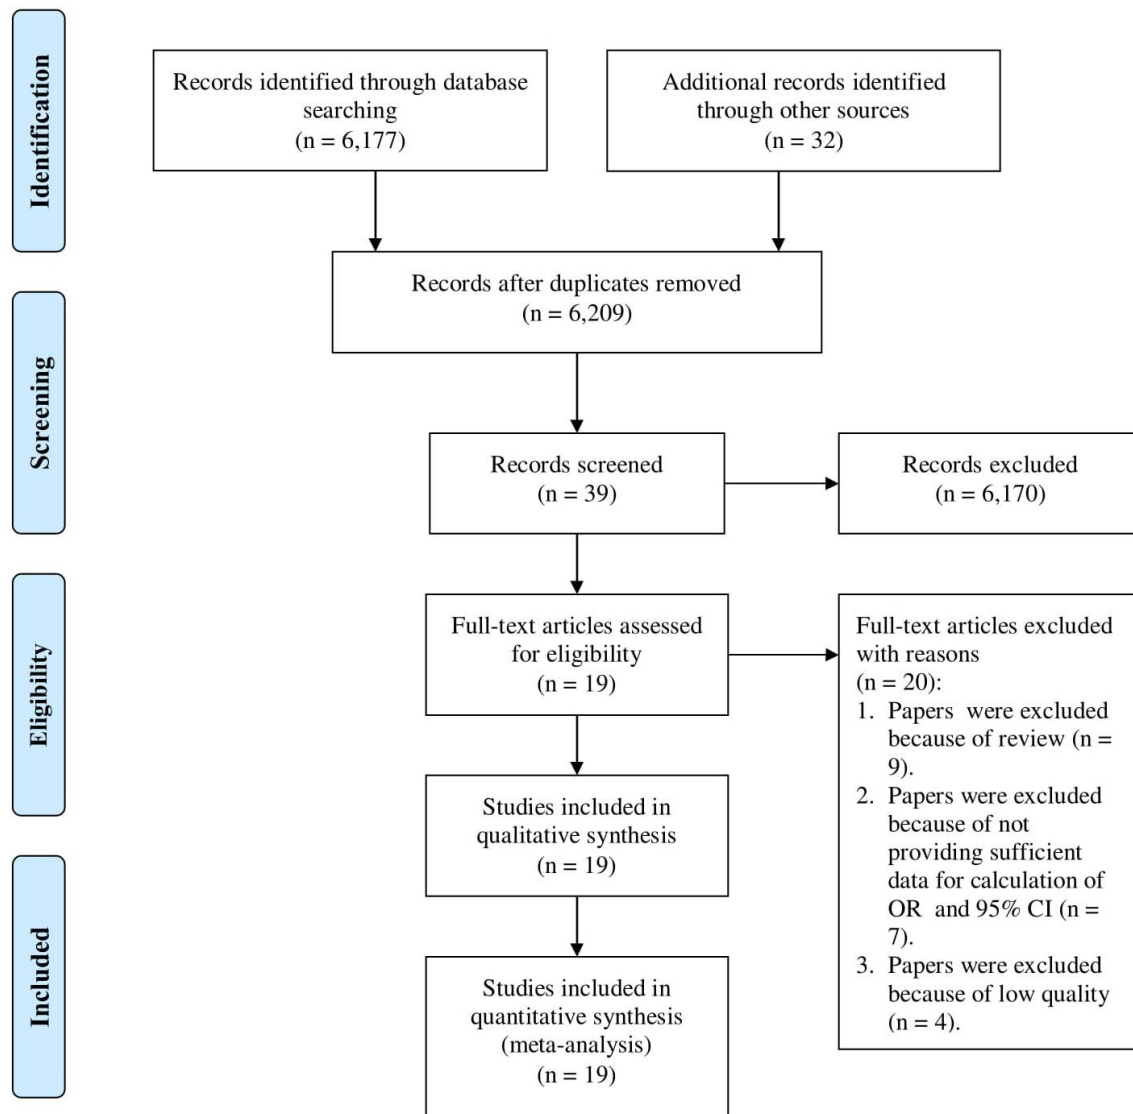 Identification
Records identified through database
searching
(n = 6,177)
Additional records identified
through other sources
(n = 32)
Records after duplicates removed
(n = 6,209)
Screening
Records screened
(n = 39)
Records excluded
(n = 6,170)
Eligibility
Full-text articles assessed
for eligibility
(n = 19)
Full-text articles excluded
with reasons
(n = 20):
1. Papers were excluded
because of review (n =
9).
2. Papers were excluded
because of not
providing sufficient
data for calculation of
OR and 95% CI (n =
7).
3. Papers were excluded
because of low quality
(n = 4).
Studies included in
qualitative synthesis
(n = 19)
Included
Studies included in
quantitative synthesis
(meta-analysis)
(n = 19)